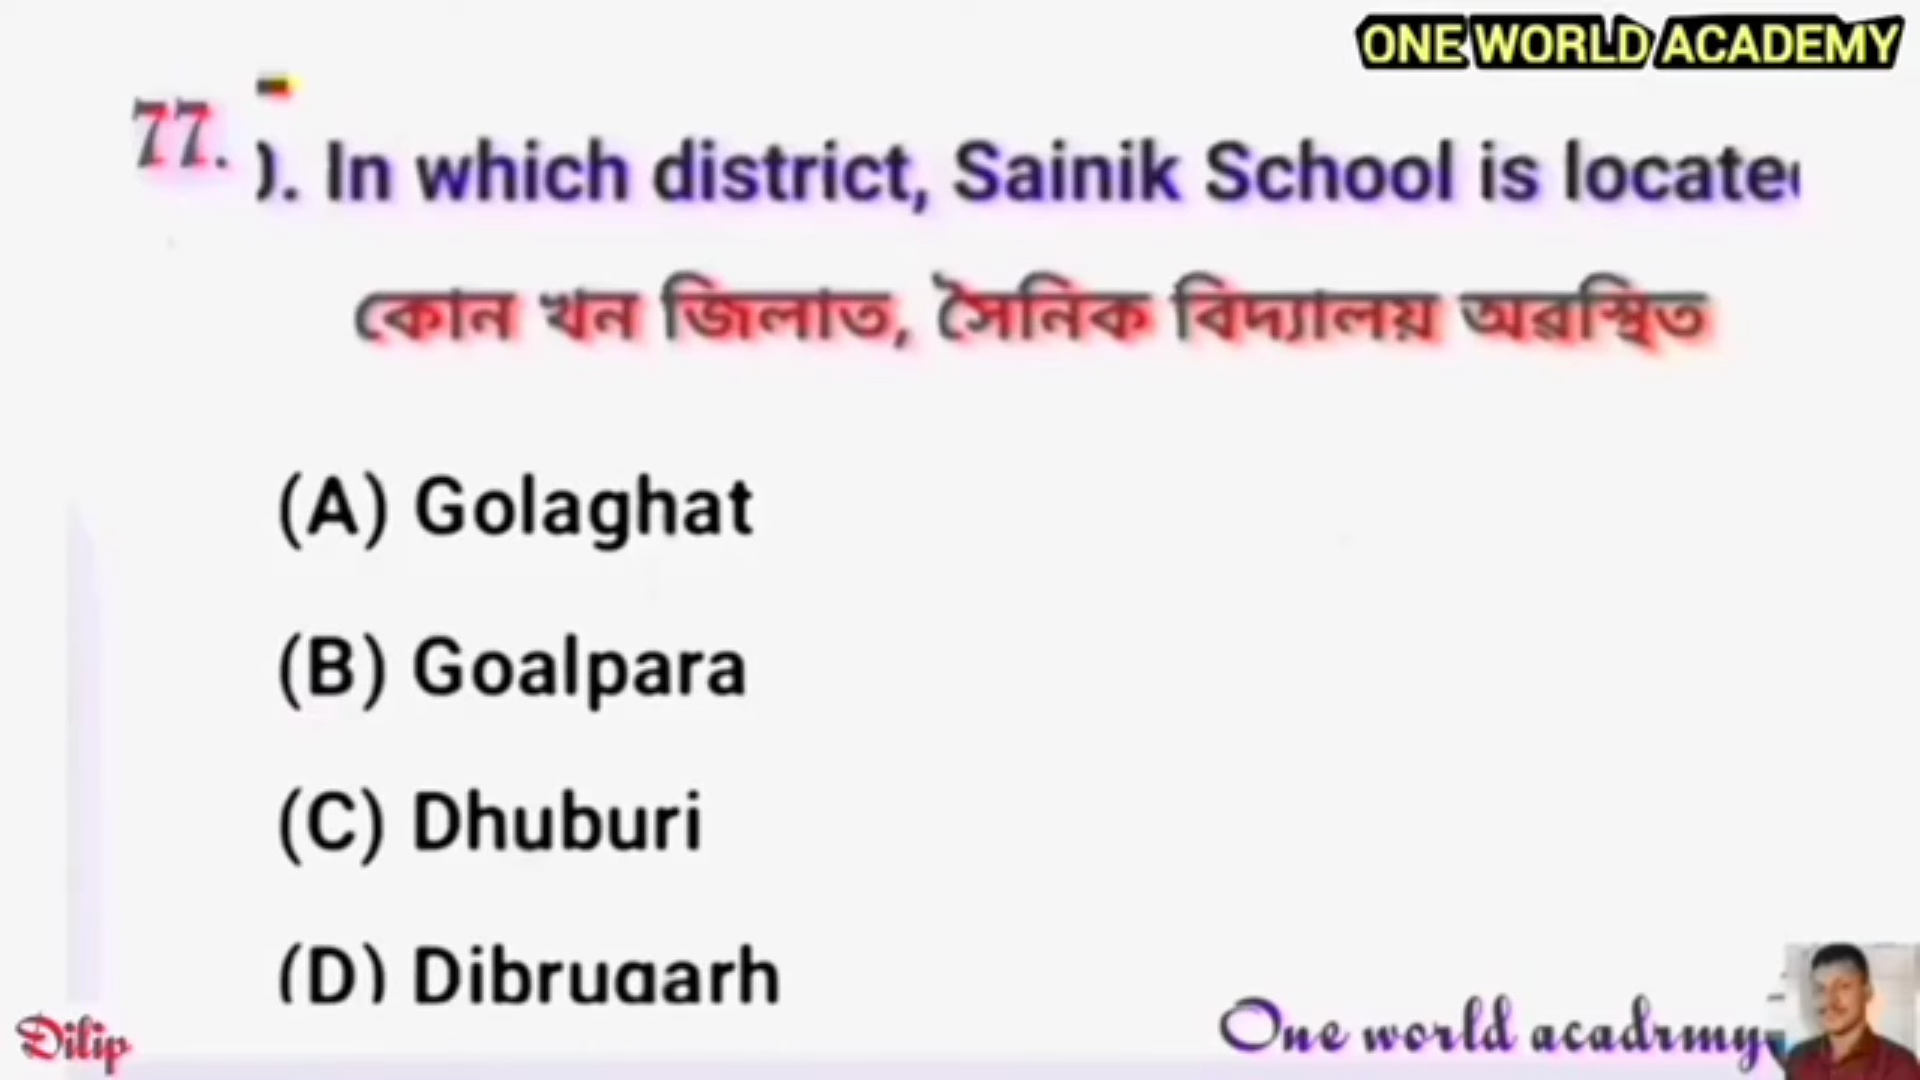 ONE WORLD ACADEMY
77.
). In which district, Sainik School is locate
কোন খন জিলাত, সৈনিক বিদ্যালয় অৱস্থিত
(A) Golaghat
(B) Goalpara
(C) Dhuburi
(D) Dibrugarh
Dilip
One world acadrmy